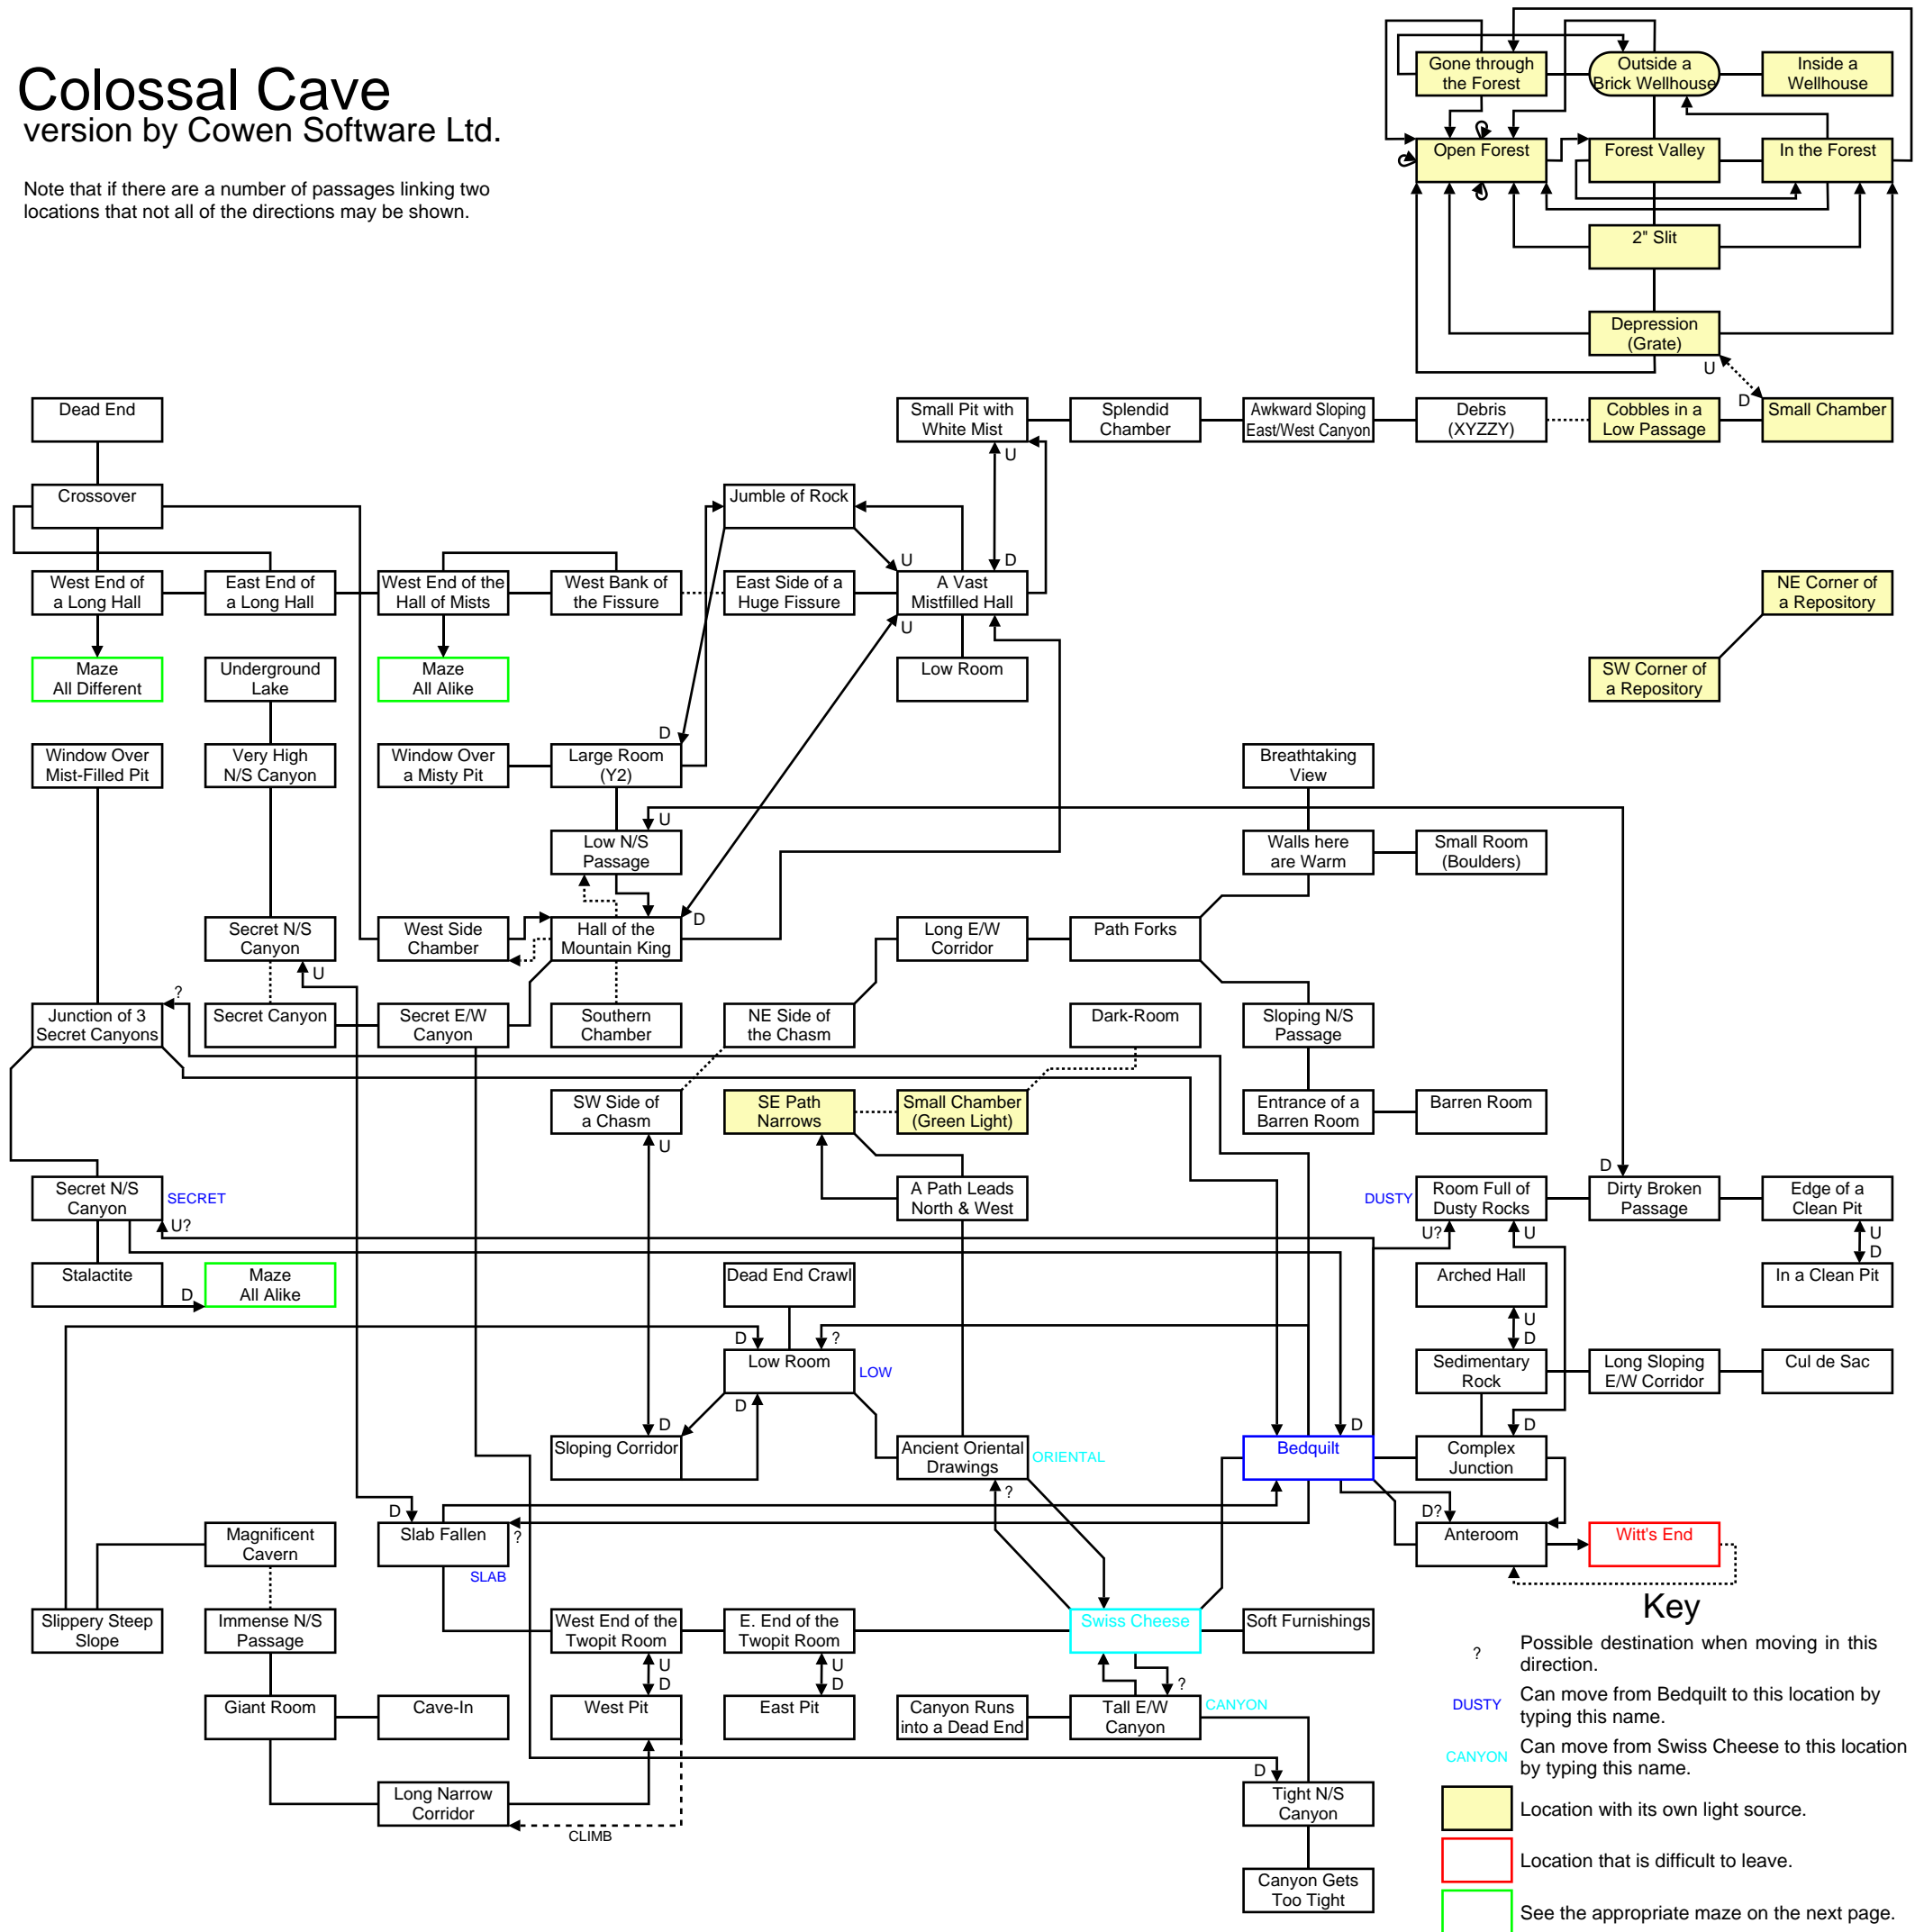 Colossal Cave
version by Cowen Software Ltd.
Note that if there are a number of passages linking two
locations that not all of the directions may be shown.
Gone through
the Forest
Outside a
Brick Wellhouse
Inside a
Wellhouse
Open Forest
Forest Valley
In the Forest
2" Slit
Depression
(Grate)
U
D
Dead End
Small Pit with
White Mist
Splendid
Chamber
Awkward Sloping
East/West Canyon
Debris
(XYZZY)
Cobbles in a
Low Passage
Small Chamber
U
Crossover
Jumble of Rock
U
D
West End of
a Long Hall
East End of
a Long Hall
West End of the
Hall of Mists
West Bank of
the Fissure
East Side of a
Huge Fissure
A Vast
Mistfilled Hall
NE Corner of
a Repository
U
Maze
All Different
Underground
Lake
Maze
All Alike
Low Room
SW Corner of
a Repository
D
Window Over
Mist-Filled Pit
Very High
N/S Canyon
Window Over
a Misty Pit
Large Room
(Y2)
Breathtaking
View
U
Low N/S
Passage
Walls here
are Warm
Small Room
(Boulders)
D
Secret N/S
Canyon
West Side
Chamber
Hall of the
Mountain King
Long E/W
Corridor
Path Forks
U
?
Junction of 3
Secret Canyons
Secret Canyon
Secret E/W
Canyon
Southern
Chamber
NE Side of
the Chasm
Dark-Room
Sloping N/S
Passage
SW Side of
a Chasm
SE Path
Narrows
Small Chamber
(Green Light)
Entrance of a
Barren Room
Barren Room
U
D
Secret N/S
Canyon
SECRET
A Path Leads
North & West
DUSTY
Room Full of
Dusty Rocks
Dirty Broken
Passage
Edge of a
Clean Pit
U?
U?
U
U
D
Stalactite
D
Maze
All Alike
Dead End Crawl
Arched Hall
In a Clean Pit
U
D
D
?
Low Room
LOW
Sedimentary
Rock
Long Sloping
E/W Corridor
Cul de Sac
D
D
D
D
Sloping Corridor
Ancient Oriental
Drawings
ORIENTAL
Bedquilt
Complex
Junction
?
D
D?
Magnificent
Cavern
Slab Fallen
?
Anteroom
Witt's End
SLAB
Slippery Steep
Slope
Immense N/S
Passage
West End of the
Twopit Room
E. End of the
Twopit Room
Swiss Cheese
Soft Furnishings
U
D
U
D
?
Giant Room
Cave-In
West Pit
East Pit
Canyon Runs
into a Dead End
Tall E/W
Canyon
CANYON
D
Long Narrow
Corridor
CLIMB
Tight N/S
Canyon
Canyon Gets
Too Tight
Key
?
Possible destination when moving in this
direction.
DUSTY
Can move from Bedquilt to this location by
typing this name.
CANYON
Can move from Swiss Cheese to this location
by typing this name.
Location with its own light source.
Location that is difficult to leave.
See the appropriate maze on the next page.